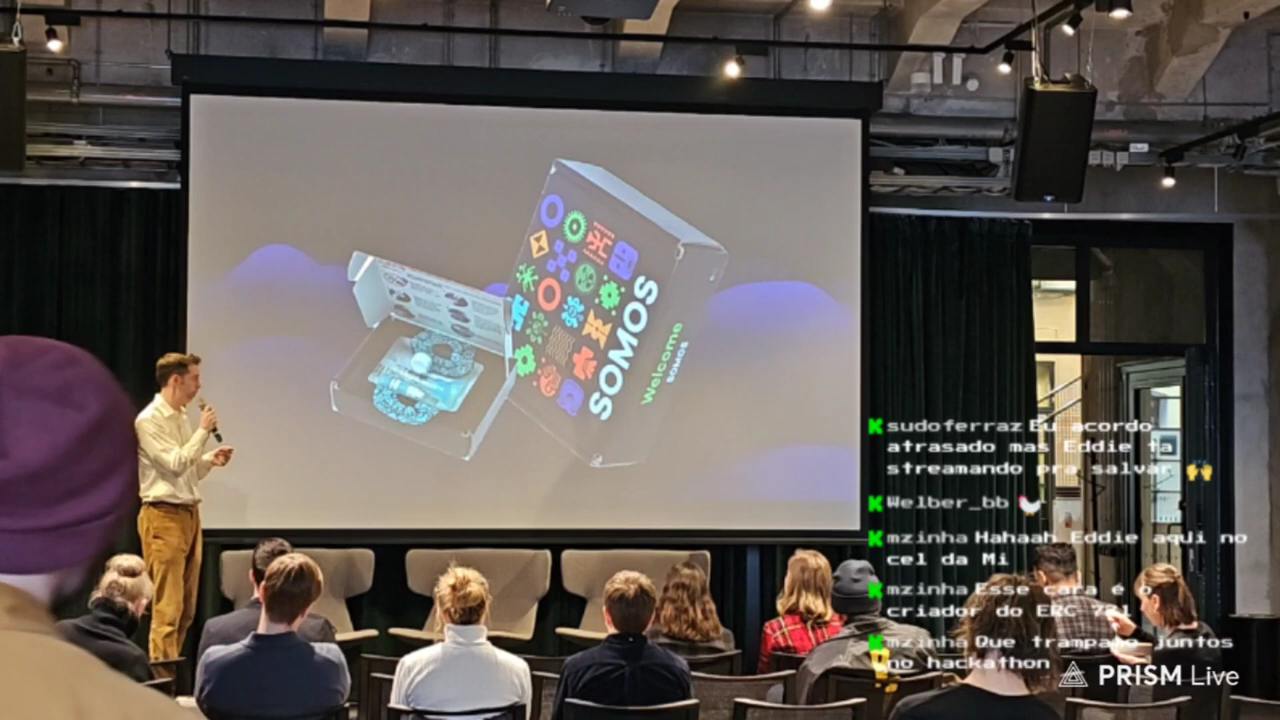 SOMOS
Welcome
SOMOS
sudoferraz Eu acordo
atrasado mas Eddie ta
streamando pra salvar 🙌
Welber_bb 🐔
mzinha Hahaah Eddie aqui no
cel da Mi
mzinha Esse cara é o
criador do ERC 721
mzinha Que trampamo juntos
no hackathon
PRISM Live